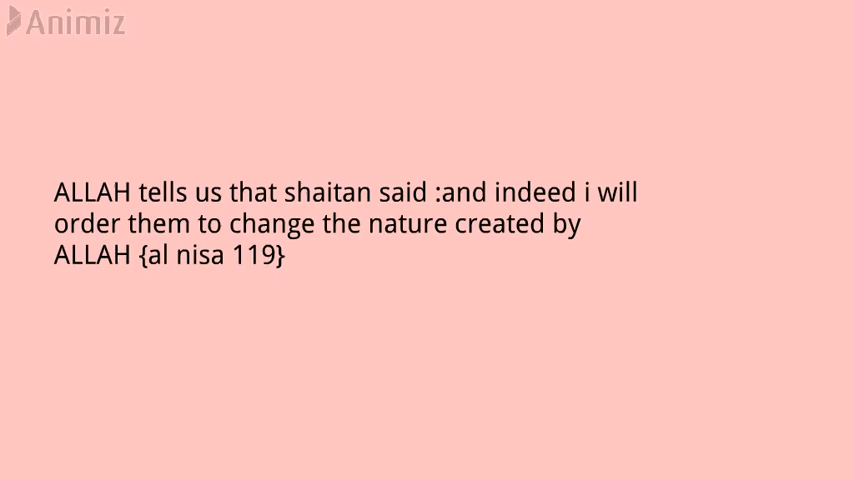 Animiz
ALLAH tells us that shaitan said :and indeed i will
order them to change the nature created by
ALLAH {al nisa 119}